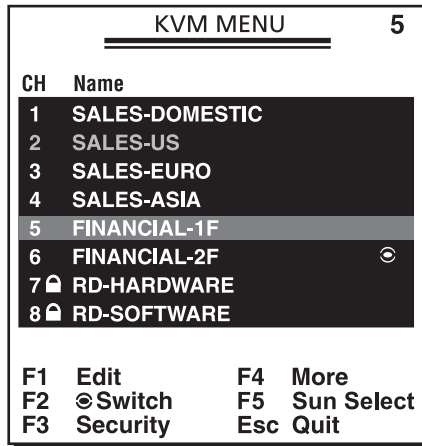 KVM MENU 5
CH Name
1 SALES-DOMESTIC
2 SALES-US
3 SALES-EURO
4 SALES-ASIA
5 FINANCIAL-1F
6 FINANCIAL-2F
7 RD-HARDWARE
8 RD-SOFTWARE
F1 Edit F4 More
F2 Switch F5 Sun Select
F3 Security Esc Quit